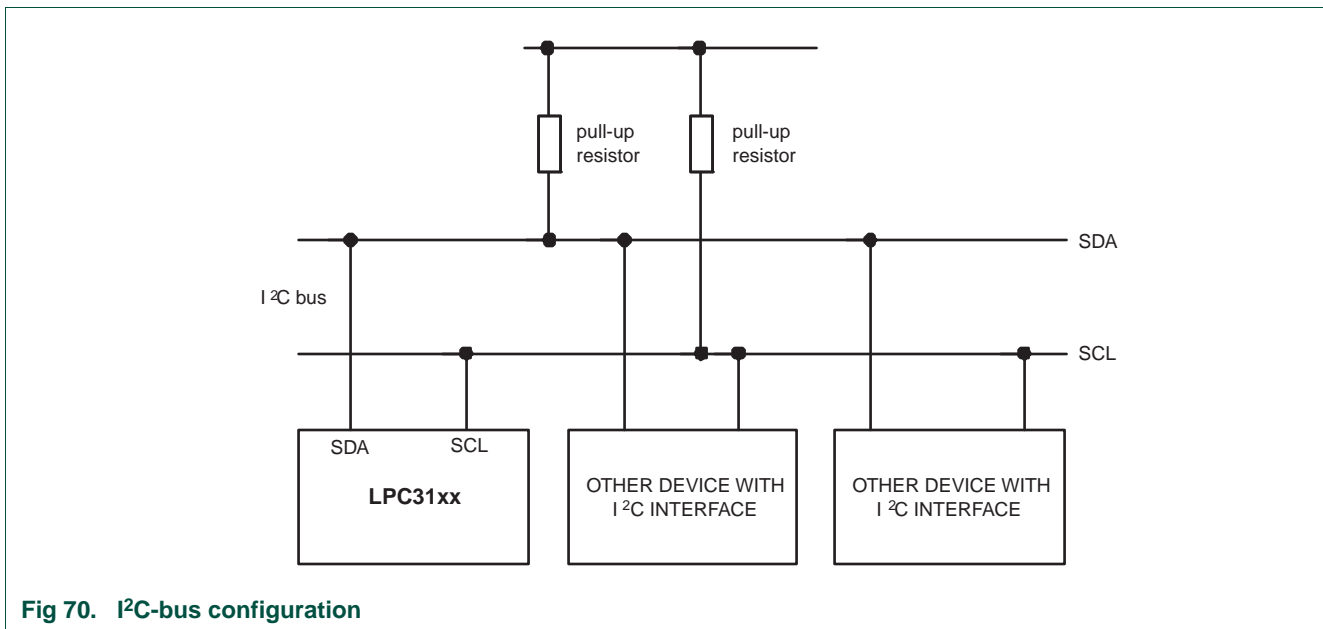 pull-up
resistor
pull-up
resistor
SDA
I ²C bus
SCL
SDA
SCL
LPC31xx
OTHER DEVICE WITH
I ²C INTERFACE
OTHER DEVICE WITH
I ²C INTERFACE
Fig 70. I²C-bus configuration